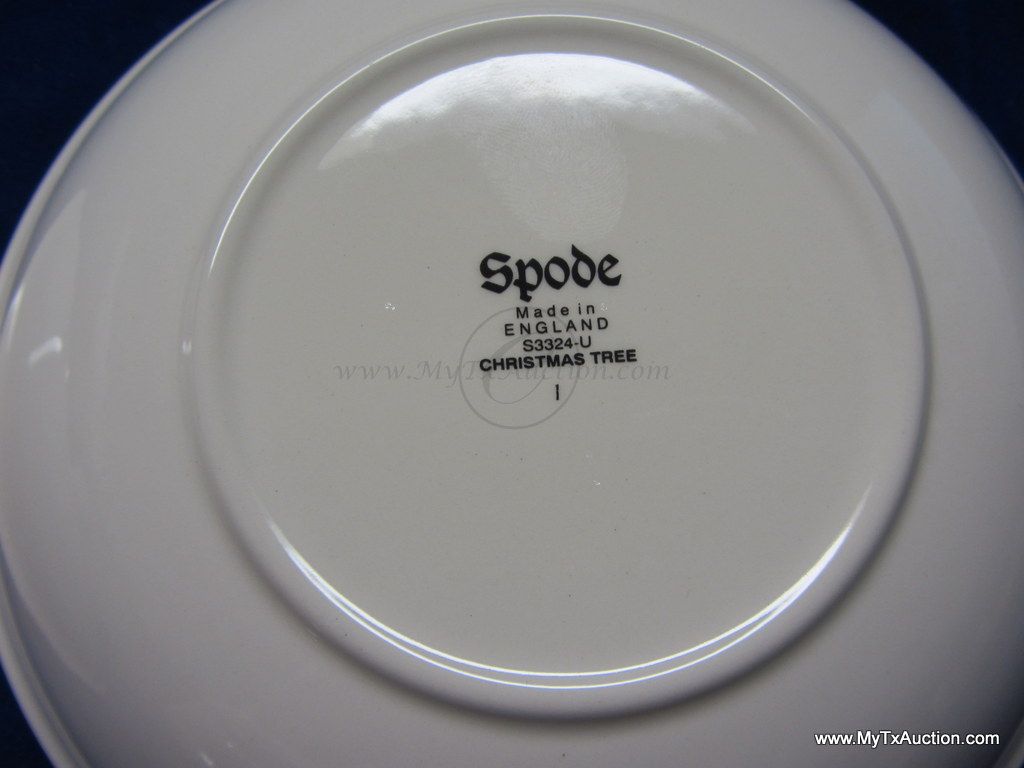 Spode
Made in
ENGLAND
S3324-U
CHRISTMAS TREE
I
www.MyTxAuction.com
www.MyTxAuction.com